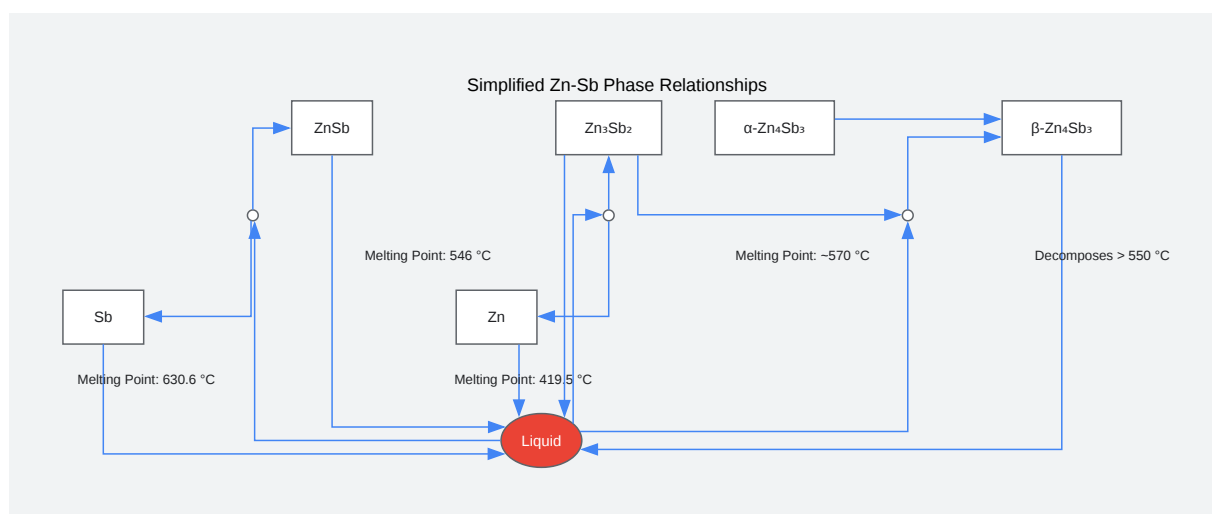 Simplified Zn-Sb Phase Relationships
ZnSb
Zn₃Sb₂
α-Zn₄Sb₃
β-Zn₄Sb₃
Melting Point: 546 °C
Melting Point: ~570 °C
Decomposes > 550 °C
Sb
Zn
Melting Point: 630.6 °C
Melting Point: 419.5 °C
Liquid